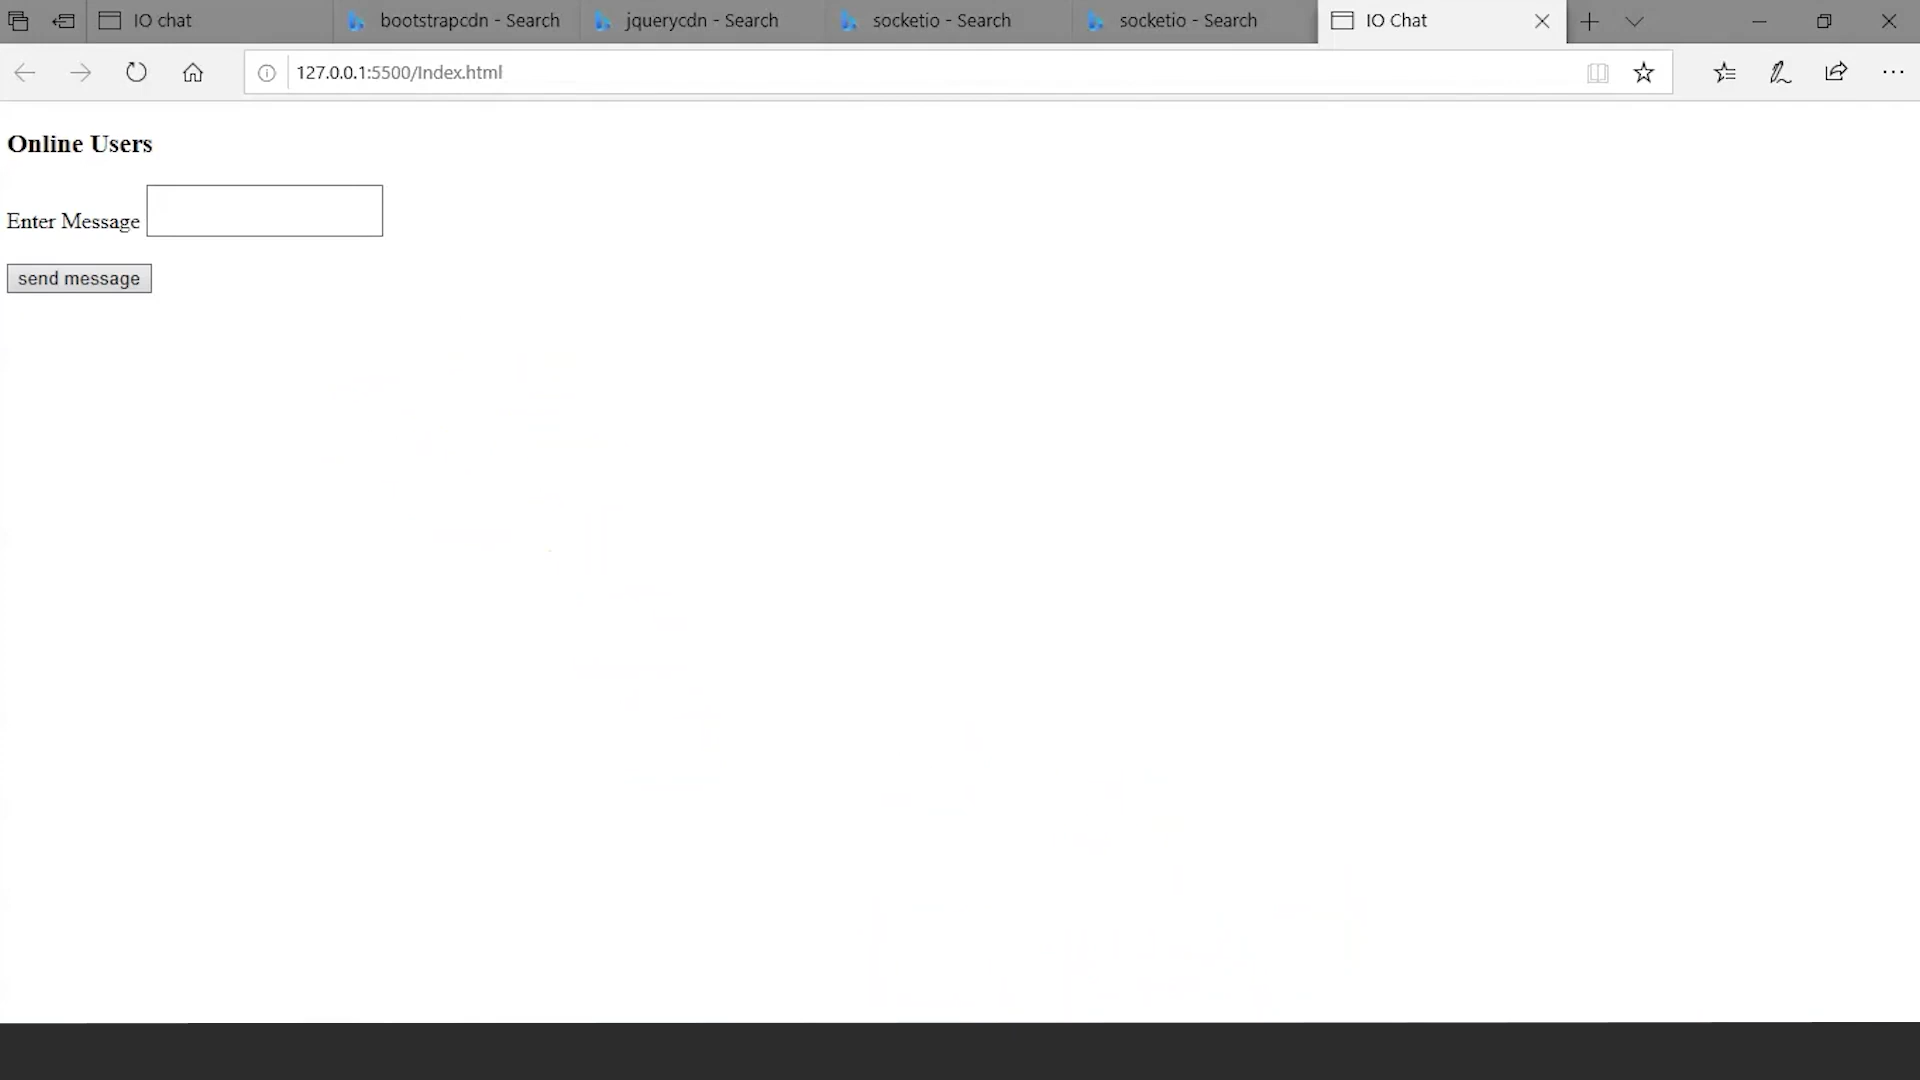 IO chat
bootstrapcdn - Search
jquerycdn - Search
socketio - Search
socketio - Search
IO Chat
127.0.0.1:5500/Index.html
Online Users
Enter Message
send message